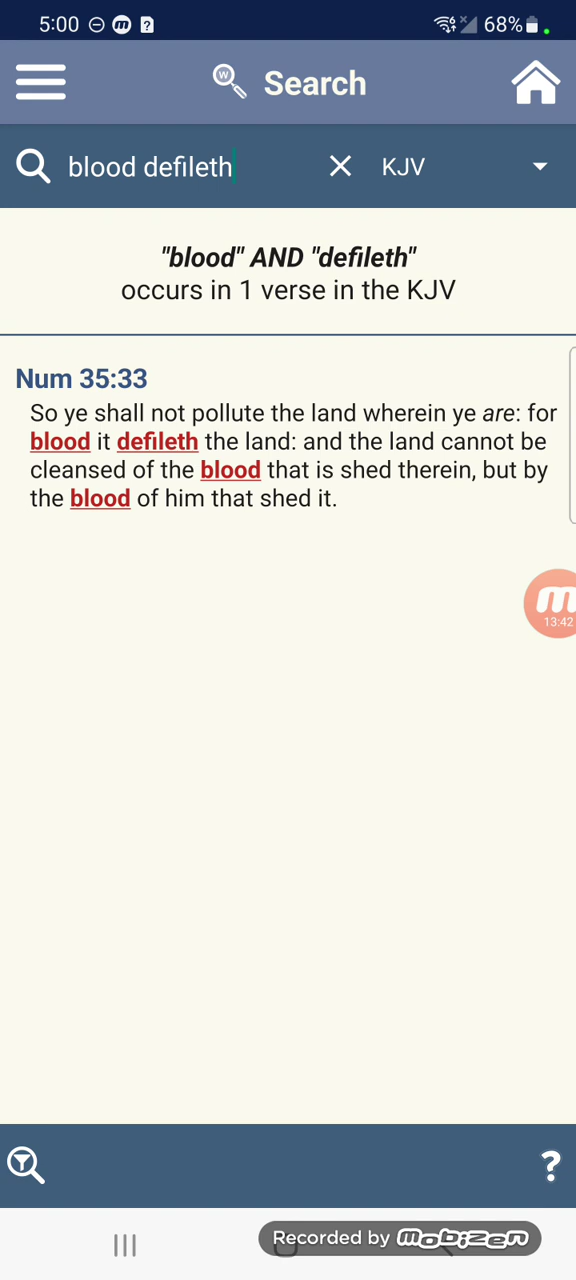 5:00 m ? 6 68%
W Search
blood defileth X KJV
"blood" AND "defileth"
occurs in 1 verse in the KJV
Num 35:33
So ye shall not pollute the land wherein ye are: for
blood it defileth the land: and the land cannot be
cleansed of the blood that is shed therein, but by
the blood of him that shed it.
m
13:42
?
Recorded by mobizen